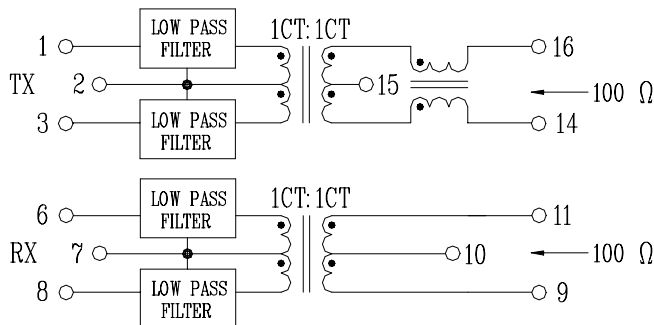 LOW PASS
FILTER
1CT:1CT
1
16
TX
2
15
100 Ω
LOW PASS
FILTER
3
14
LOW PASS
FILTER
1CT:1CT
6
11
RX
7
10
100 Ω
LOW PASS
FILTER
8
9